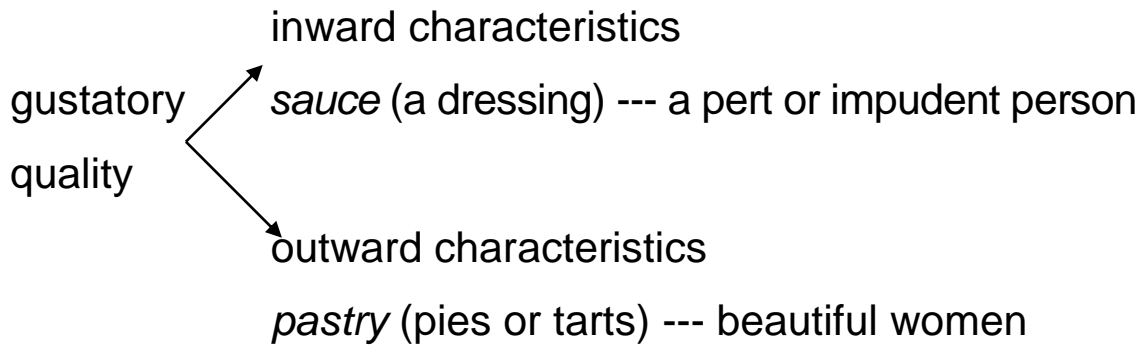 inward characteristics
gustatory
quality
sauce (a dressing) --- a pert or impudent person
outward characteristics
pastry (pies or tarts) --- beautiful women